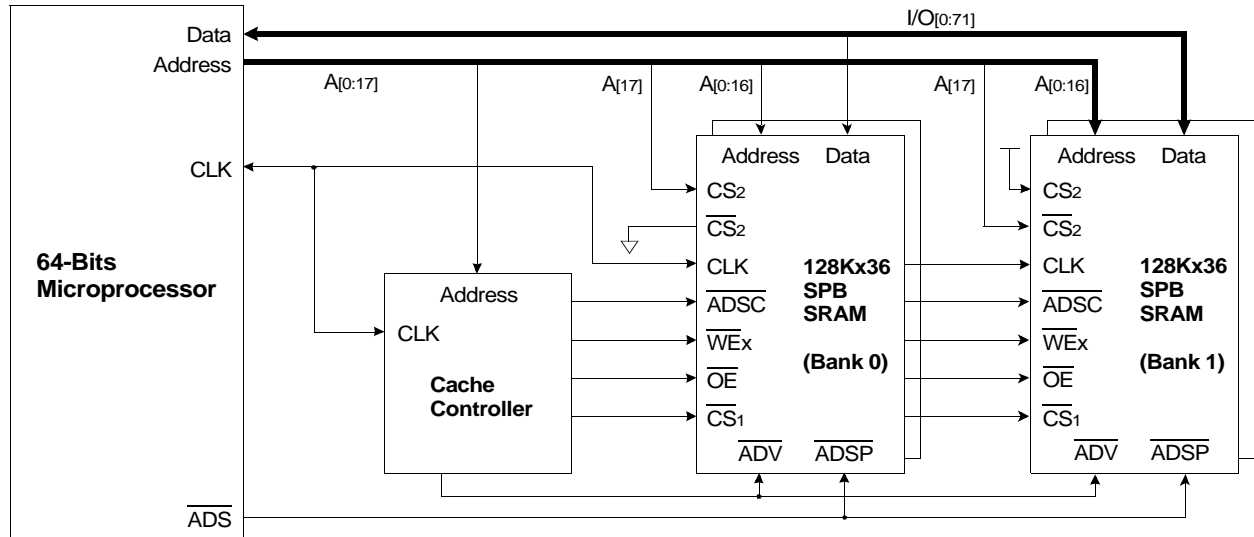 I/O[0:71]
Data
Address
A[0:17]
A[17]
A[0:16]
A[17]
A[0:16]
CLK
64-Bits
Microprocessor
ADS
Address
CLK
Cache
Controller
Address Data
CS2
CS2
CLK
ADSC
WEx
OE
CS1
ADV ADSP
128Kx36
SPB
SRAM
(Bank 0)
Address Data
CS2
CS2
CLK
ADSC
WEx
OE
CS1
ADV ADSP
128Kx36
SPB
SRAM
(Bank 1)